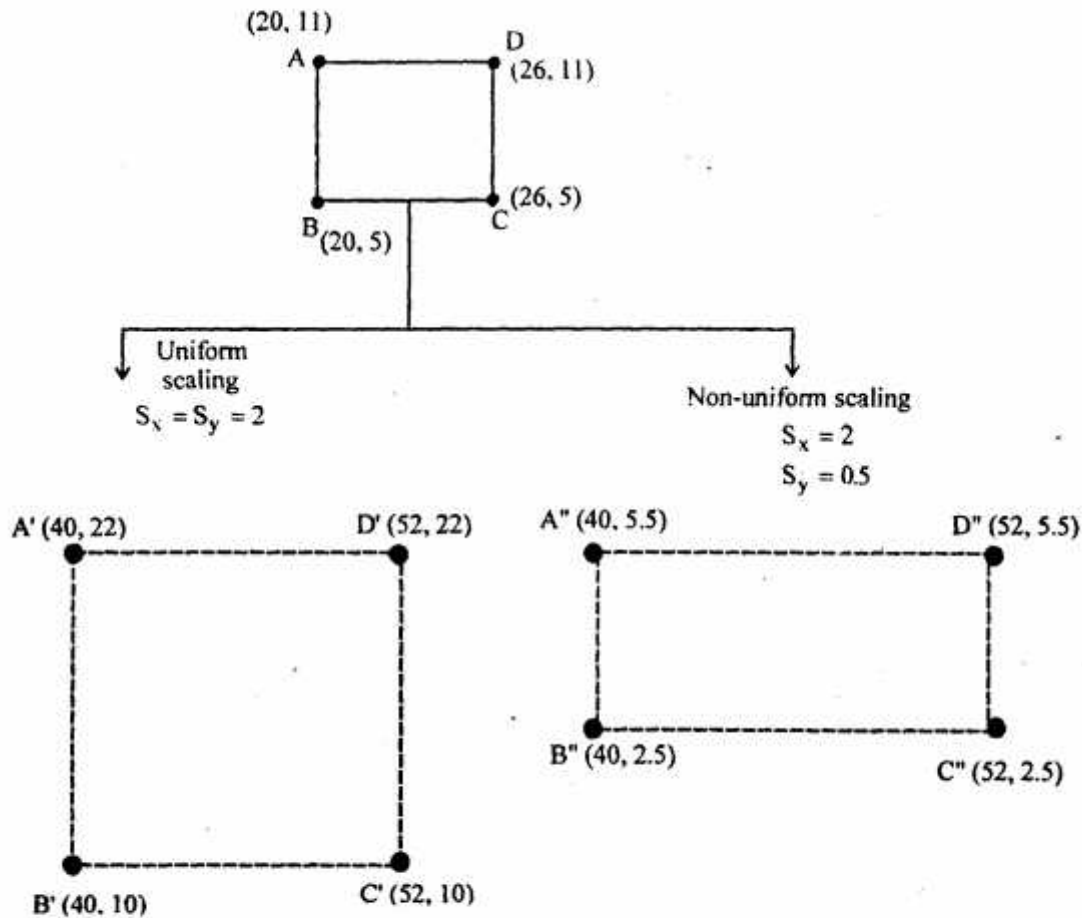 (20, 11)
A
D
(26, 11)
B
(20, 5)
C
(26, 5)
Uniform
scaling
Sx = Sy = 2
Non-uniform scaling
Sx = 2
Sy = 0.5
A' (40, 22)
D' (52, 22)
B' (40, 10)
C' (52, 10)
A" (40, 5.5)
D" (52, 5.5)
B" (40, 2.5)
C" (52, 2.5)